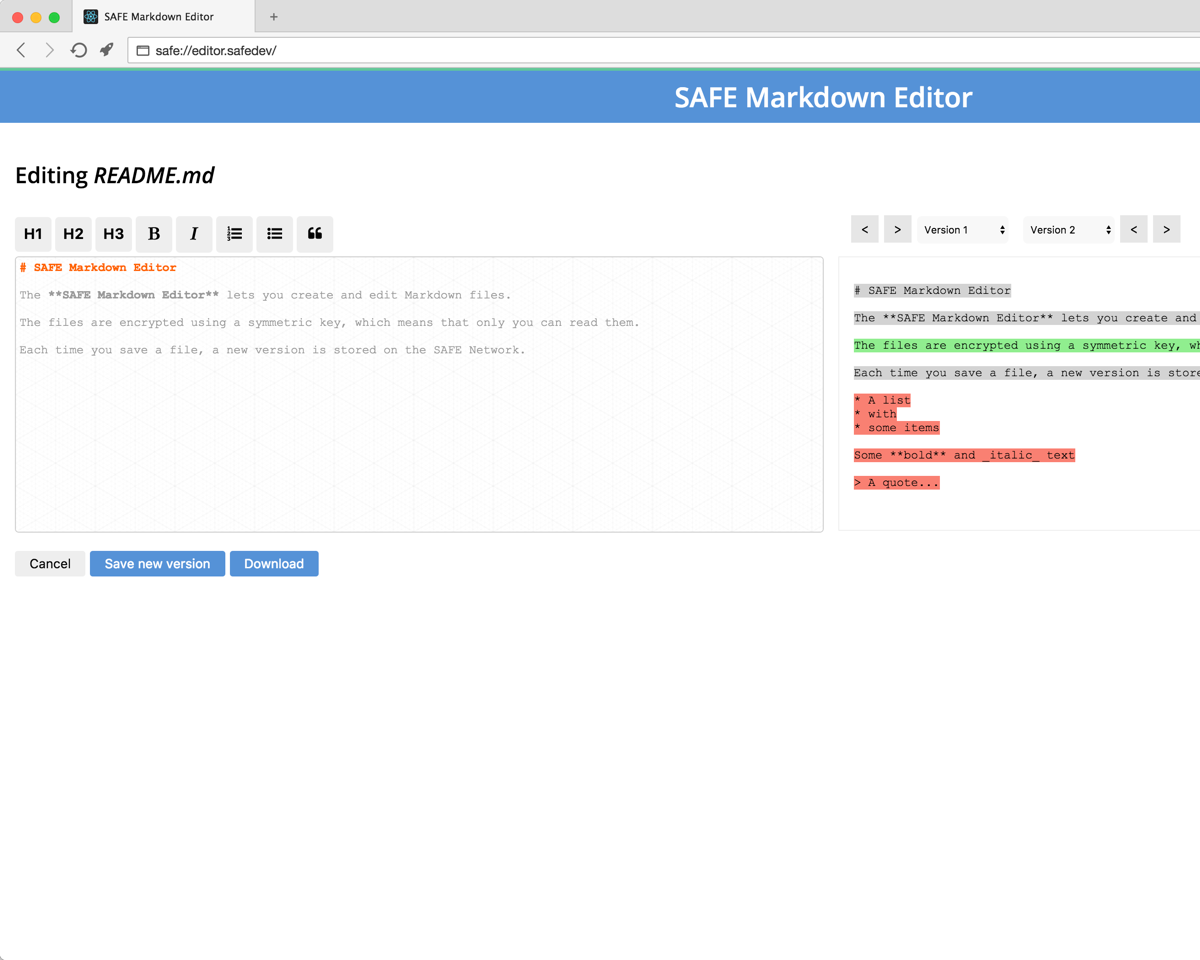 SAFE Markdown Editor
+
safe://editor.safedev/
SAFE Markdown Editor
Editing README.md
H1 H2 H3 B I
< > Version 1 Version 2 < >
# SAFE Markdown Editor
The **SAFE Markdown Editor** lets you create and edit Markdown files.
The files are encrypted using a symmetric key, which means that only you can read them.
Each time you save a file, a new version is stored on the SAFE Network.
# SAFE Markdown Editor
The **SAFE Markdown Editor** lets you create and
The files are encrypted using a symmetric key,
Each time you save a file, a new version is
* A list
* with
* some items
Some **bold** and _italic_ text
> A quote...
Cancel Save new version Download